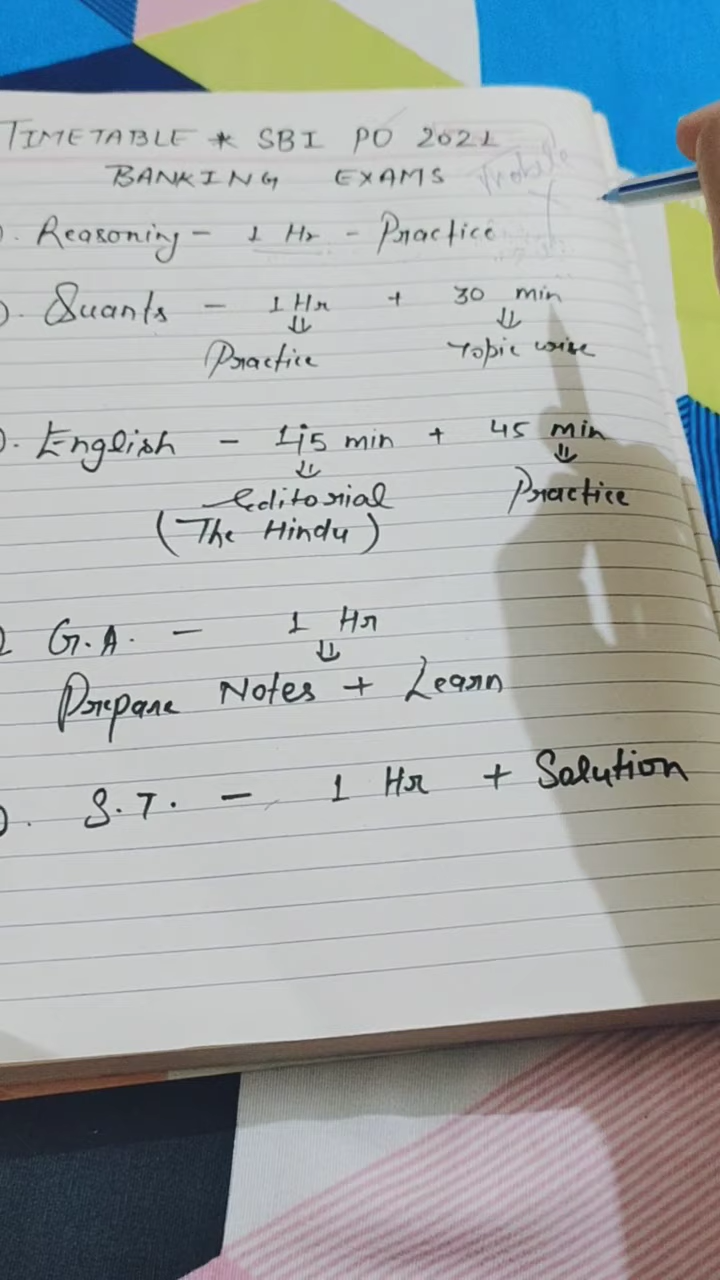 TIMETABLE * SBI PO 2021
BANKING EXAMS
). Reasoning - 1 Hr - Practice
). Quants - 1 Hr + 30 min
⇓ ⇓
Practice Topic wise
). English - 45 min + 45 min
⇓ ⇓
Editorial Practice
(The Hindu)
G.A. - 1 Hr
⇓
Prepare Notes + Learn
). S.T. - 1 Hr + Solution